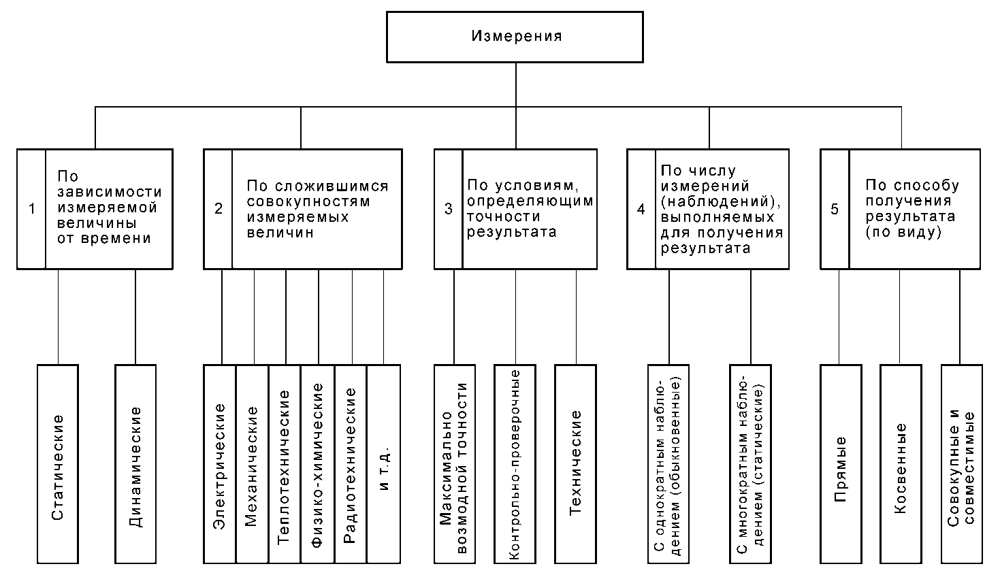 Измерения
1
По
зависимости
измеряемой
величины
от времени
2
По сложившимся
совокупностям
измеряемых
величин
3
По условиям,
определяющим
точности
результата
4
По числу
измерений
(наблюдений),
выполняемых
для получения
результата
5
По способу
получения
результата
(по виду)
Статические
Динамические
Электрические
Механические
Теплотехнические
Физико-химические
Радиотехнические
и т.д.
Максимально
возмодной точности
Контрольно-проверочные
Технические
С однократным наблю-
дением (обыкновенные)
С многократным наблю-
дением (статические)
Прямые
Косвенные
Совокупные и
совместимые